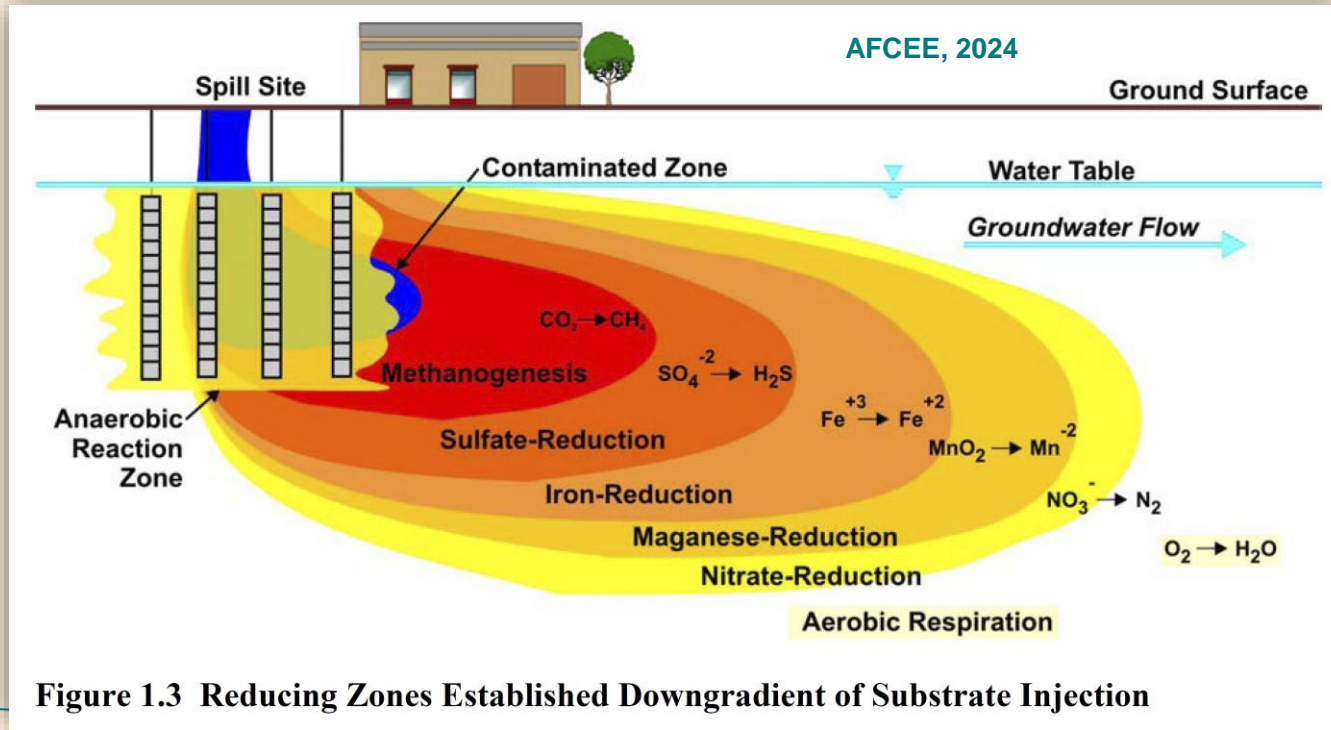 AFCEE, 2024
Spill Site
Ground Surface
Contaminated Zone
Water Table
Groundwater Flow
CO₂→CH₄
Methanogenesis
SO₄⁻²→ H₂S
Anaerobic
Reaction
Zone
Fe⁺³→ Fe⁺²
Sulfate-Reduction
MnO₂→ Mn⁻²
Iron-Reduction
NO₃⁻→ N₂
Maganese-Reduction
O₂→ H₂O
Nitrate-Reduction
Aerobic Respiration
Figure 1.3 Reducing Zones Established Downgradient of Substrate Injection